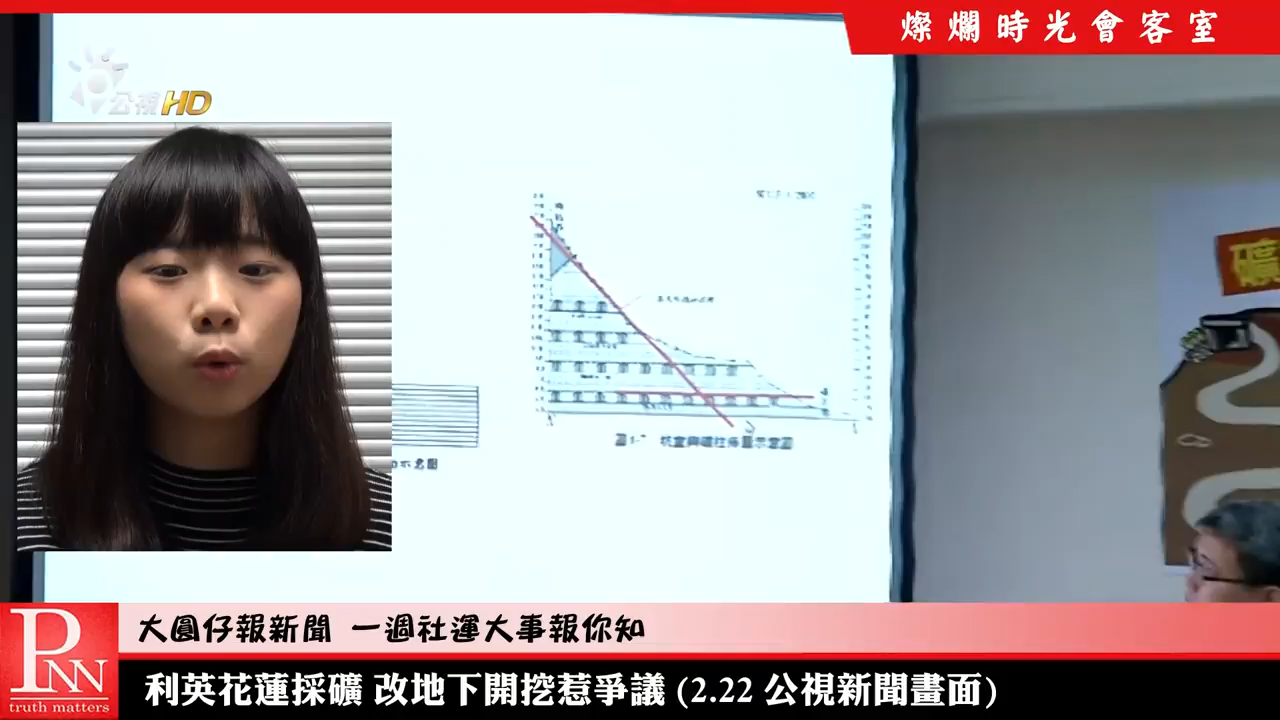 燦爛時光會客室
公視HD
礦
大圓仔報新聞 一週社運大事報你知
PNN
truth matters
利英花蓮採礦 改地下開挖惹爭議 (2.22 公視新聞畫面)